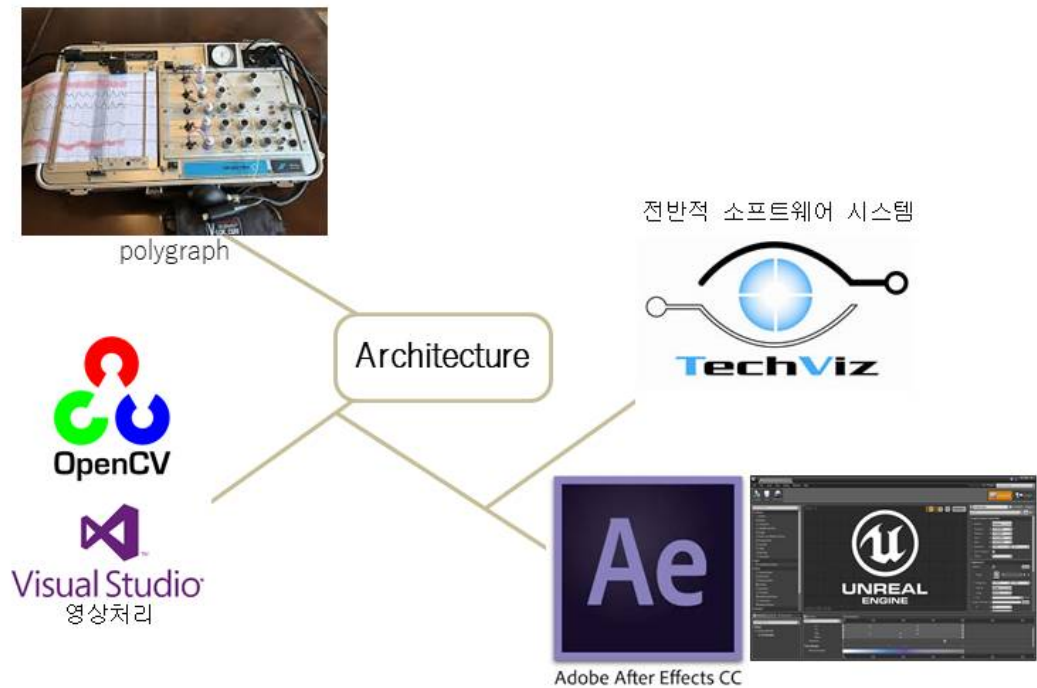 polygraph
전반적 소프트웨어 시스템
TechViz
Architecture
OpenCV
Visual Studio
영상처리
Ae
Adobe After Effects CC
UNREAL
ENGINE